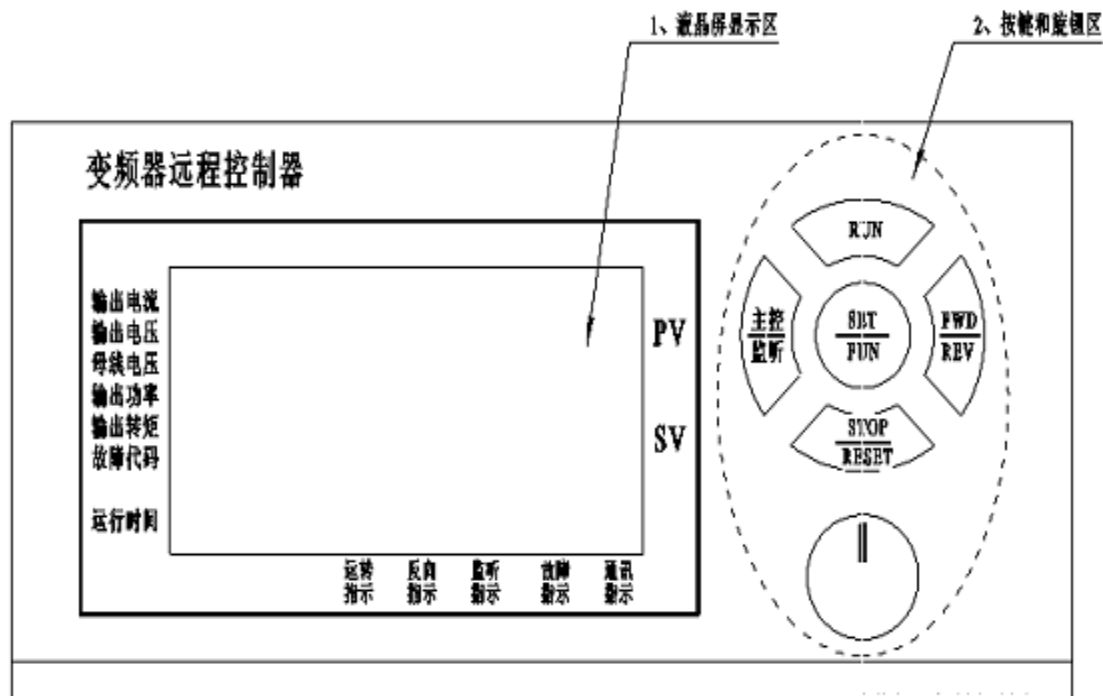 1、液晶屏显示区
2、按键和旋钮区
变频器远程控制器
输出电流
输出电压
母线电压
输出功率
输出转矩
故障代码
运行时间
PV
SV
运转
指示
反向
指示
监听
指示
故障
指示
通讯
指示
RUN
主控
监听
SET
FUN
FWD
REV
STOP
RESET